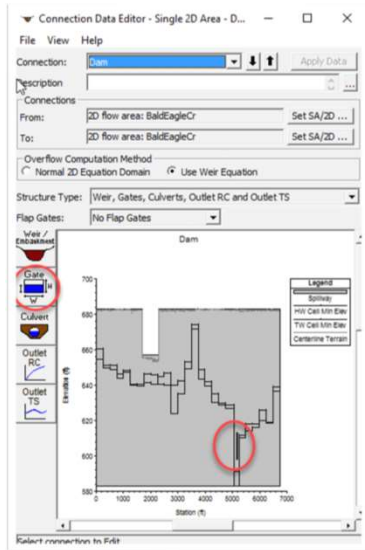 Connection Data Editor - Single 2D Area - D...
File View Help
Connection: Dam Apply Data
Description ...
Connections
From: 2D flow area: BaldEagleCr Set SA/2D ...
To: 2D flow area: BaldEagleCr Set SA/2D ...
Overflow Computation Method
Normal 2D Equation Domain Use Weir Equation
Structure Type: Weir, Gates, Culverts, Outlet RC and Outlet TS
Flap Gates: No Flap Gates
Weir /
Embankment
Gate
H
W
Culvert
Outlet
RC
Outlet
TS
Dam
Legend
Spillway
HW Cell Min Elev
TW Cell Min Elev
Centerline Terrain
Elevation (ft)
700
680
660
640
620
600
580
0 1000 2000 3000 4000 5000 6000 7000
Station (ft)
Select connection to Edit